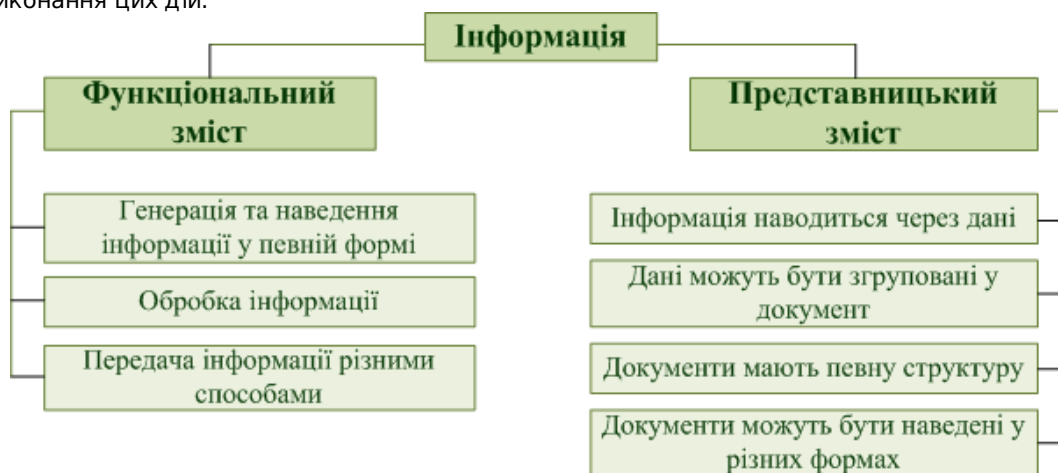 виконання цих дій.
Інформація
Функціональний
зміст
Генерація та наведення
інформації у певній формі
Обробка інформації
Передача інформації різними
способами
Представницький
зміст
Інформація наводиться через дані
Дані можуть бути згруповані у
документ
Документи мають певну структуру
Документи можуть бути наведені у
різних формах